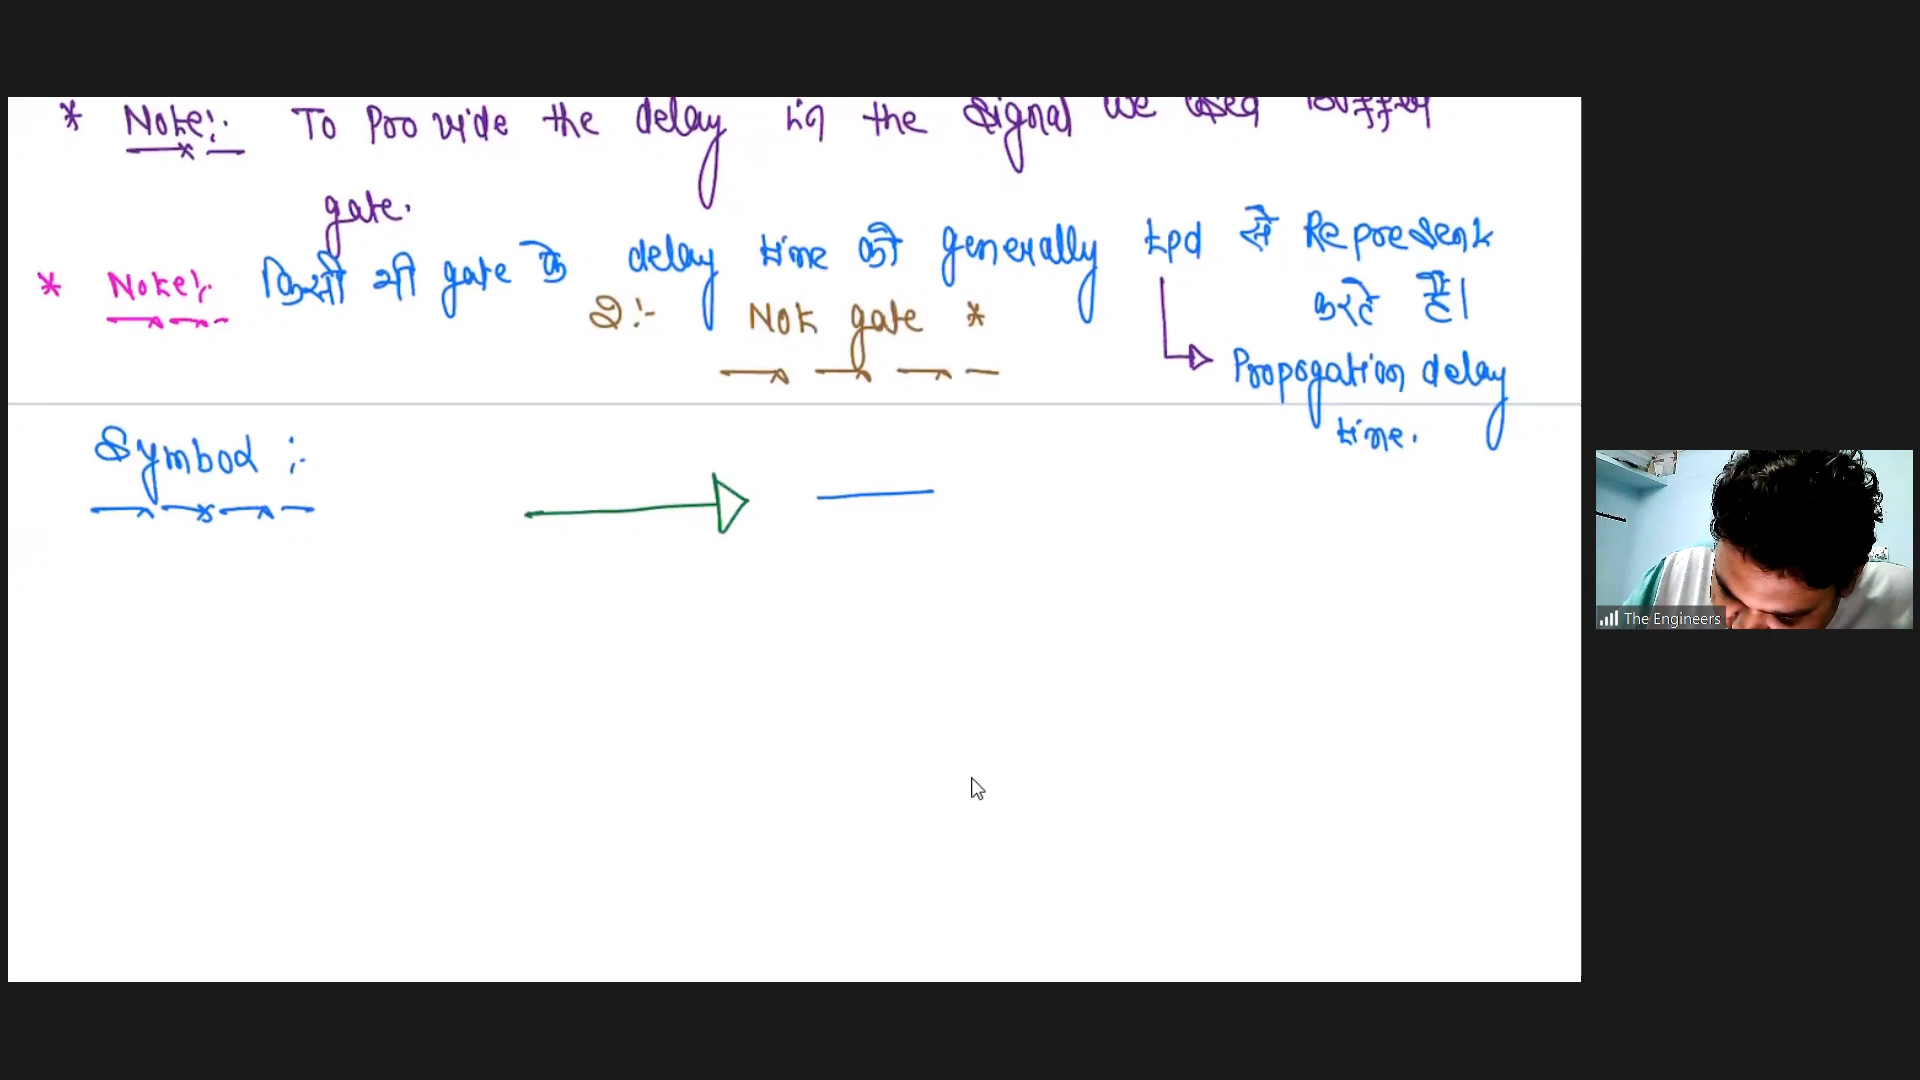 * Note:- To Provide the delay in the signal we used Buffer
gate.
* Note:- किसी भी gate के delay time को generally tpd से Represent
करते हैं।
Propogation delay
time.
2:- Not gate *
Symbol :-
The Engineers